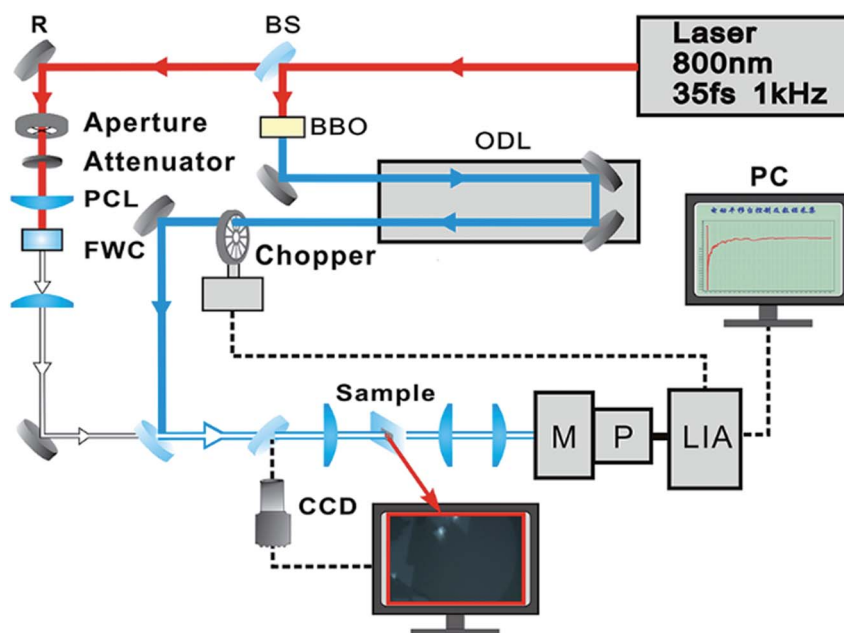 R
BS
Laser
800nm
35fs 1kHz
Aperture
BBO
ODL
Attenuator
PC
PCL
FWC
Chopper
Sample
M
P
LIA
CCD